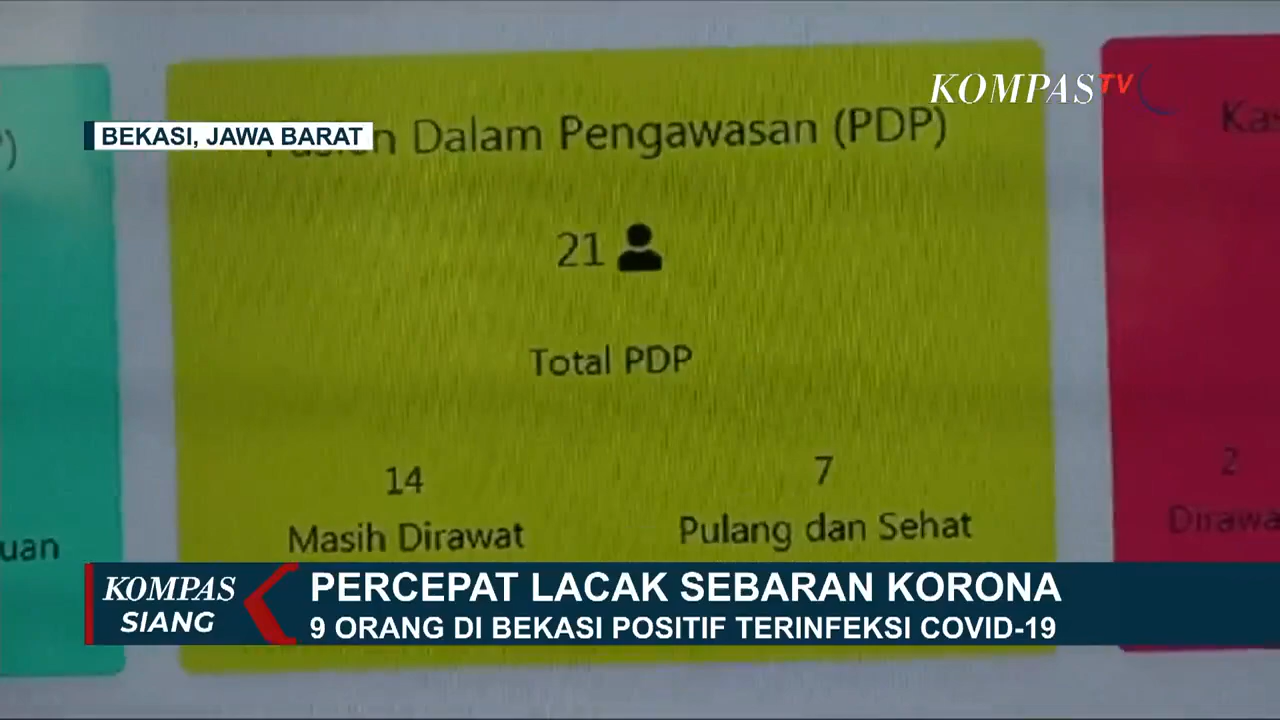 KOMPASTV
BEKASI, JAWA BARAT
Dalam Pengawasan (PDP)
21
Total PDP
14
Masih Dirawat
7
Pulang dan Sehat
2
KOMPAS SIANG
PERCEPAT LACAK SEBARAN KORONA
9 ORANG DI BEKASI POSITIF TERINFEKSI COVID-19